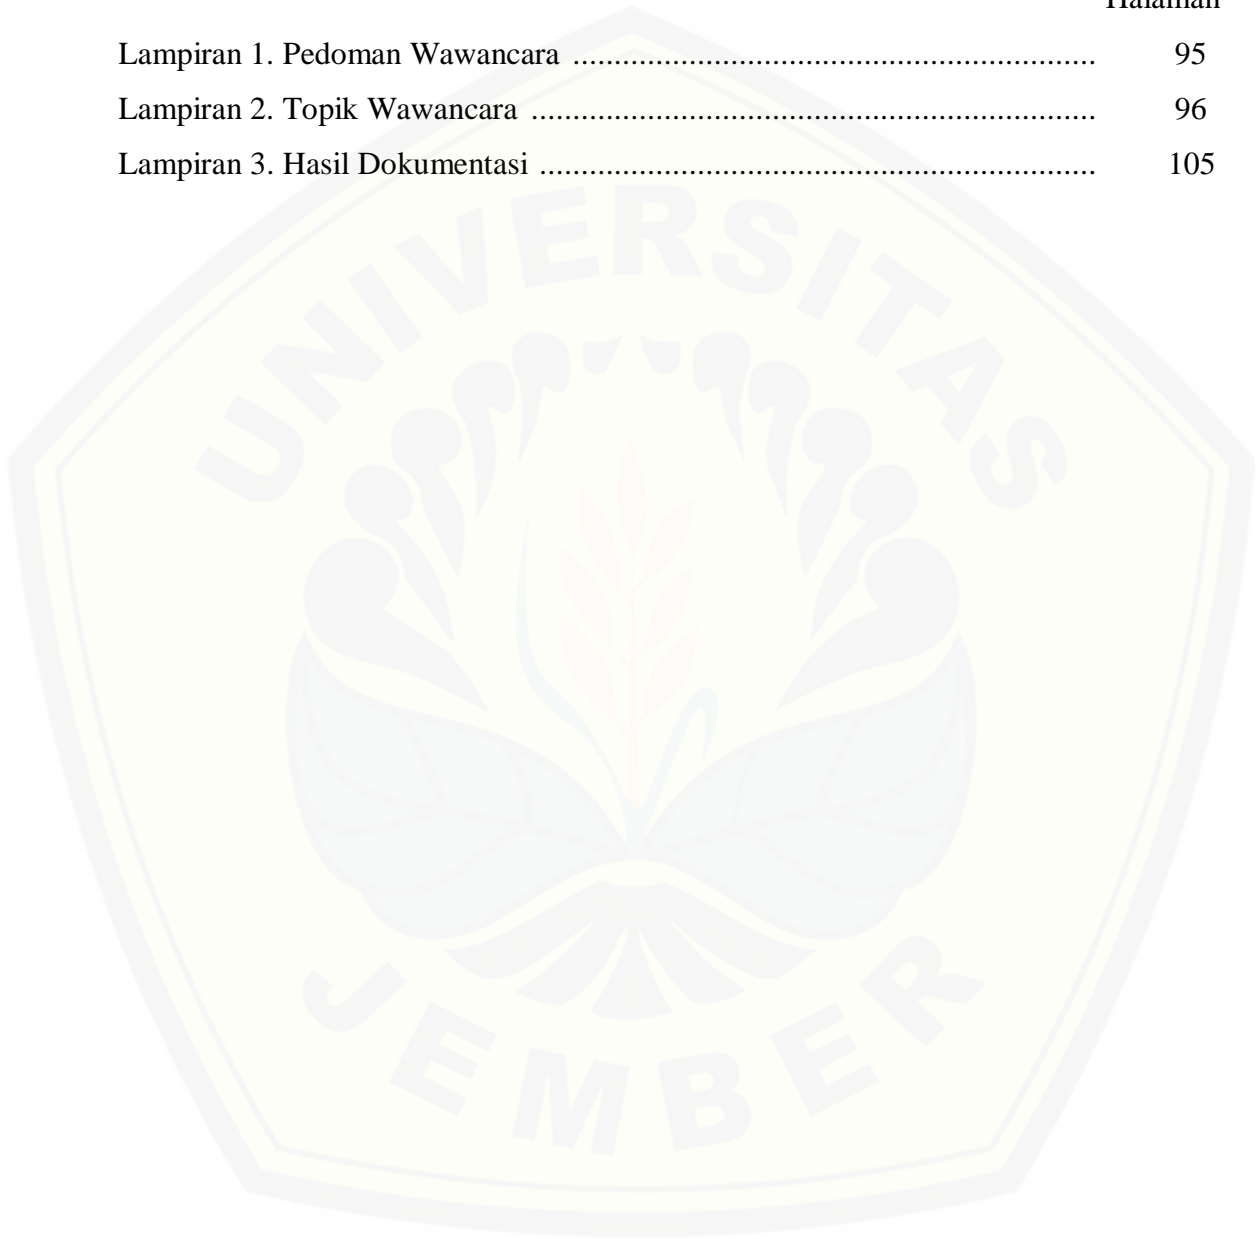 Halaman
Lampiran 1. Pedoman Wawancara ................................................................ 95
Lampiran 2. Topik Wawancara ..................................................................... 96
Lampiran 3. Hasil Dokumentasi .................................................................... 105
UNIVERSITAS
JEMBER